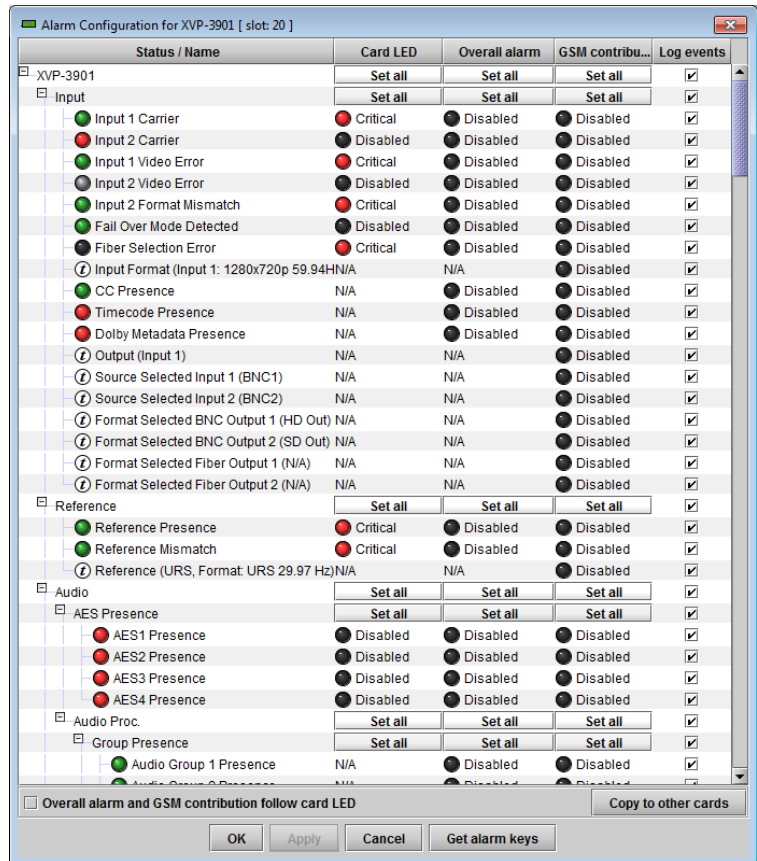 Alarm Configuration for XVP-3901 [ slot: 20 ]
Status / Name Card LED Overall alarm GSM contribu... Log events
XVP-3901 Set all Set all Set all
Input Set all Set all Set all
Input 1 Carrier Critical Disabled Disabled
Input 2 Carrier Disabled Disabled Disabled
Input 1 Video Error Critical Disabled Disabled
Input 2 Video Error Disabled Disabled Disabled
Input 2 Format Mismatch Critical Disabled Disabled
Fail Over Mode Detected Disabled Disabled Disabled
Fiber Selection Error Critical Disabled Disabled
t Input Format (Input 1: 1280x720p 59.94H N/A N/A Disabled
CC Presence N/A Disabled Disabled
Timecode Presence N/A Disabled Disabled
Dolby Metadata Presence N/A Disabled Disabled
t Output (Input 1) N/A N/A Disabled
t Source Selected Input 1 (BNC1) N/A N/A Disabled
t Source Selected Input 2 (BNC2) N/A N/A Disabled
t Format Selected BNC Output 1 (HD Out) N/A N/A Disabled
t Format Selected BNC Output 2 (SD Out) N/A N/A Disabled
t Format Selected Fiber Output 1 (N/A) N/A N/A Disabled
t Format Selected Fiber Output 2 (N/A) N/A N/A Disabled
Reference Set all Set all Set all
Reference Presence Critical Disabled Disabled
Reference Mismatch Critical Disabled Disabled
t Reference (URS, Format: URS 29.97 Hz) N/A N/A Disabled
Audio Set all Set all Set all
AES Presence Set all Set all Set all
AES1 Presence Disabled Disabled Disabled
AES2 Presence Disabled Disabled Disabled
AES3 Presence Disabled Disabled Disabled
AES4 Presence Disabled Disabled Disabled
Audio Proc. Set all Set all Set all
Group Presence Set all Set all Set all
Audio Group 1 Presence N/A Disabled Disabled
Overall alarm and GSM contribution follow card LED Copy to other cards
OK Apply Cancel Get alarm keys